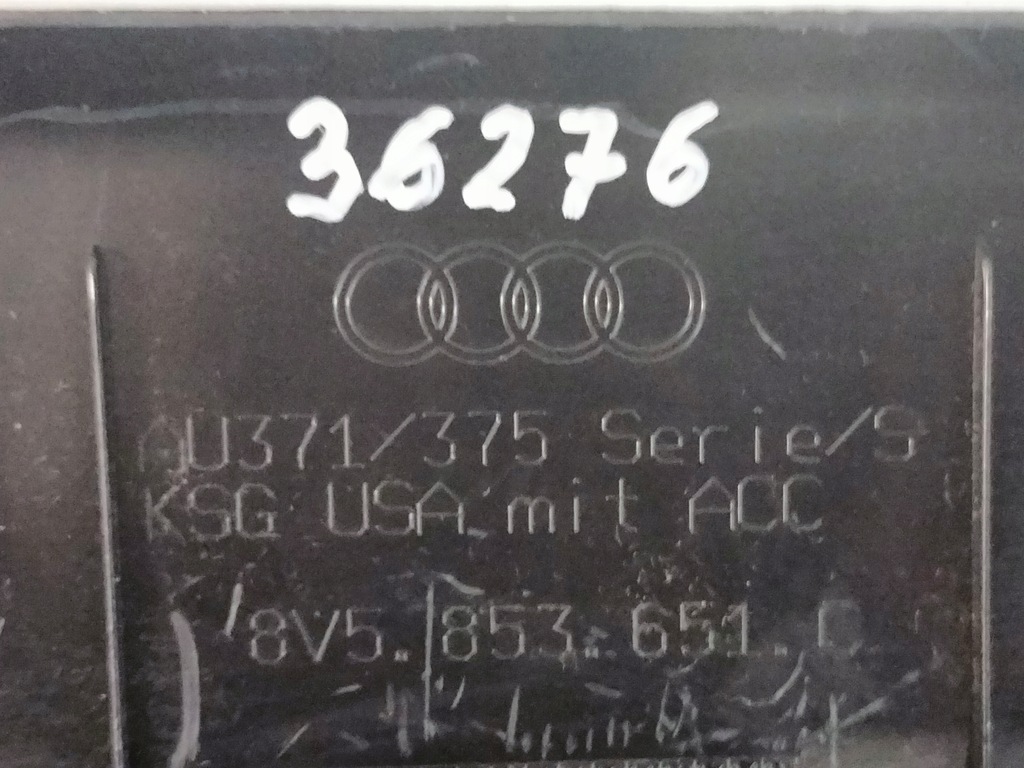 36276
AU371/375 Serie/S
KSG USA mit ACC
8V5.853.651.C